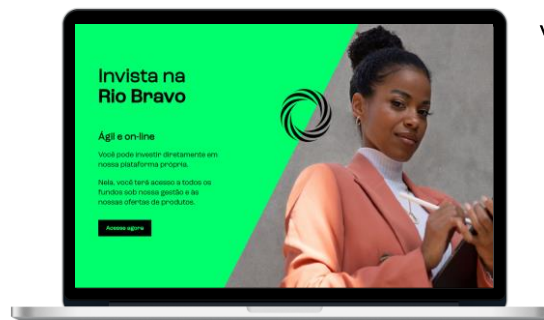 Invista na
Rio Bravo
Ágil e on-line
Você pode investir diretamente em
nossa plataforma própria.
Nela, você terá acesso a todos os
fundos sob nossa gestão e às
nossas ofertas de produtos.
Acesse agora